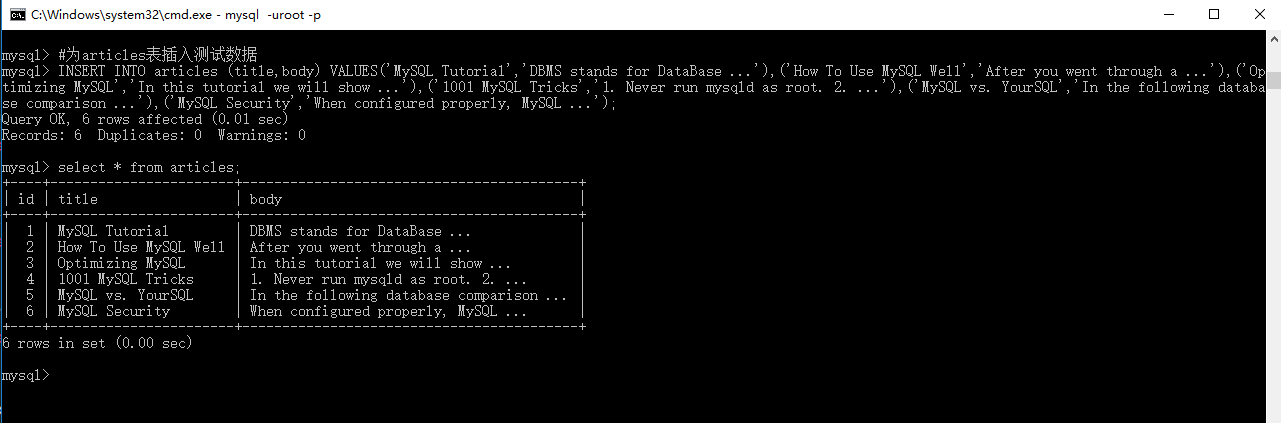 C:\Windows\system32\cmd.exe - mysql  -uroot -p
mysql> #为articles表插入测试数据
mysql> INSERT INTO articles (title,body) VALUES('MySQL Tutorial','DBMS stands for DataBase ...'),('How To Use MySQL Well','After you went through a ...'),('Op
timizing MySQL','In this tutorial we will show ...'),('1001 MySQL Tricks','1. Never run mysqld as root. 2. ...'),('MySQL vs. YourSQL','In the following databa
se comparison ...'),('MySQL Security','When configured properly, MySQL ...');
Query OK, 6 rows affected (0.01 sec)
Records: 6  Duplicates: 0  Warnings: 0
mysql> select * from articles;
+----+-----------------------+------------------------------------------+
| id | title                 | body                                     |
+----+-----------------------+------------------------------------------+
|  1 | MySQL Tutorial        | DBMS stands for DataBase ...             |
|  2 | How To Use MySQL Well | After you went through a ...             |
|  3 | Optimizing MySQL      | In this tutorial we will show ...        |
|  4 | 1001 MySQL Tricks     | 1. Never run mysqld as root. 2. ...      |
|  5 | MySQL vs. YourSQL     | In the following database comparison ... |
|  6 | MySQL Security        | When configured properly, MySQL ...      |
+----+-----------------------+------------------------------------------+
6 rows in set (0.00 sec)
mysql>